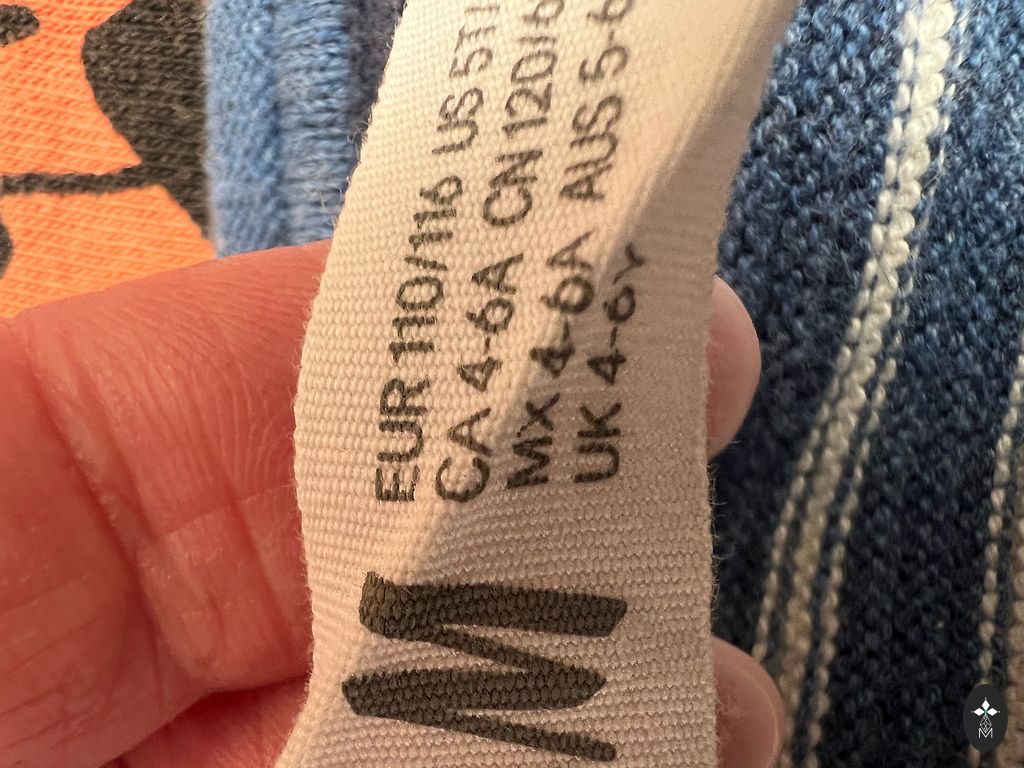 EUR 110/116 US 5T
CA 4-6A CN 120/6
MX 4-6A AUS 5-6
UK 4-6Y
M
M